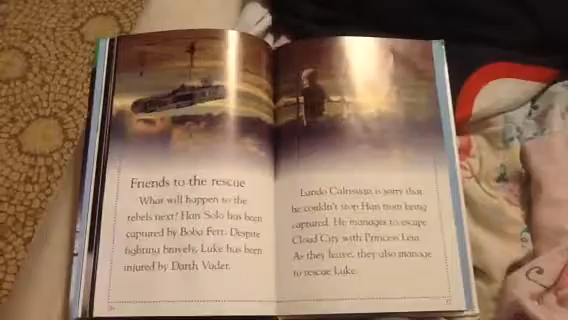 Friends to the rescue
What will happen to the
rebels next? Han Solo has been
captured by Boba Fett. Despite
fighting bravely, Luke has been
injured by Darth Vader.
Lando Calrissian is sorry that
he couldn't stop Han from being
captured. He manages to escape
Cloud City with Princess Leia.
As they leave, they also manage
to rescue Luke.